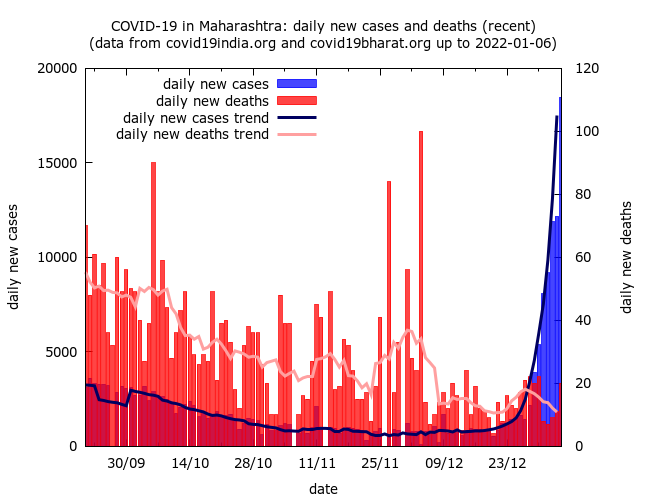 COVID-19 in Maharashtra: daily new cases and deaths (recent)
(data from covid19india.org and covid19bharat.org up to 2022-01-06)
daily new cases
daily new deaths
daily new cases trend
daily new deaths trend
20000
15000
10000
5000
0
daily new cases
120
100
80
60
40
20
0
daily new deaths
30/09
14/10
28/10
11/11
25/11
09/12
23/12
date